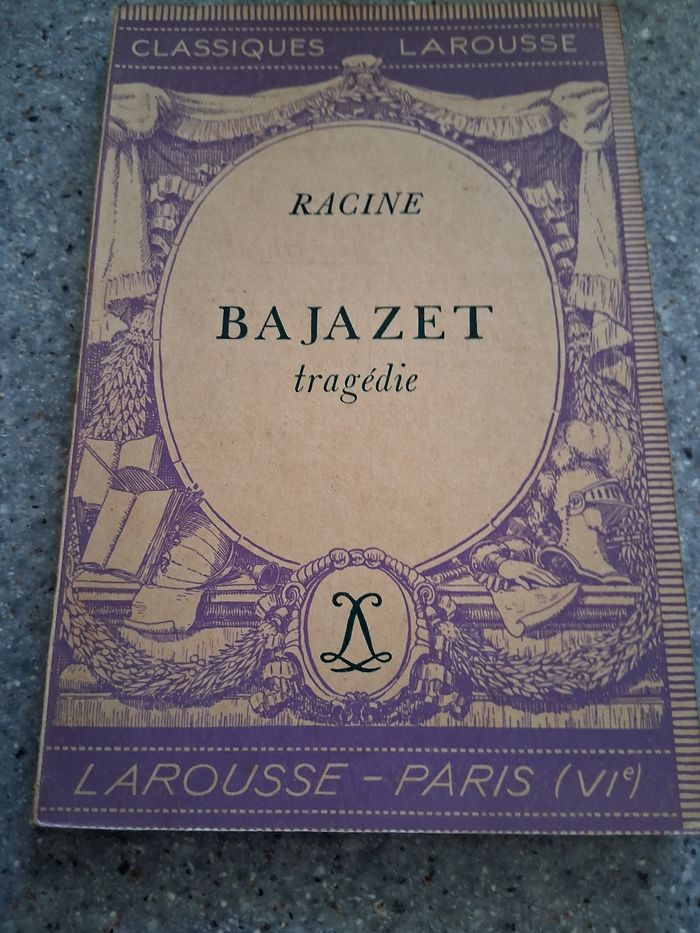 CLASSIQUES LAROUSSE
RACINE
BAJAZET
tragédie
LAROUSSE - PARIS (VIe)